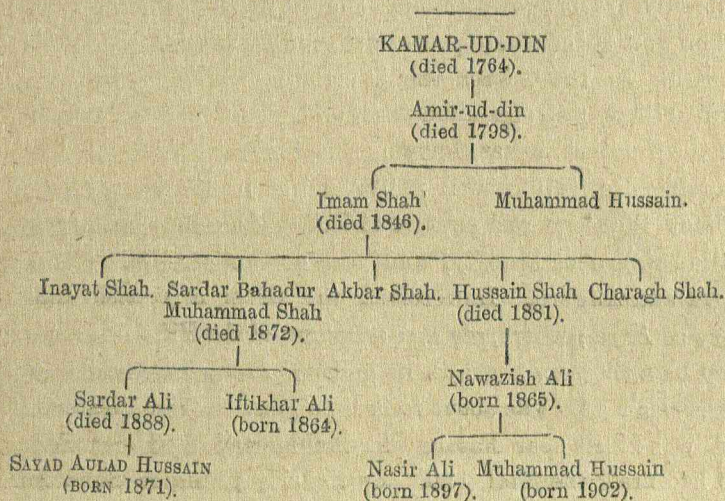 KAMAR-UD-DIN
(died 1764).
Amir-ud-din
(died 1798).
Imam Shah Muhammad Hussain.
(died 1846).
Inayat Shah. Sardar Bahadur Akbar Shah. Hussain Shah Charagh Shah.
Muhammad Shah (died 1881).
(died 1872).
Nawazish Ali
Sardar Ali Iftikhar Ali (born 1865).
(died 1888). (born 1864).
SAYAD AULAD HUSSAIN Nasir Ali Muhammad Hussain
(BORN 1871). (born 1897). (born 1902).